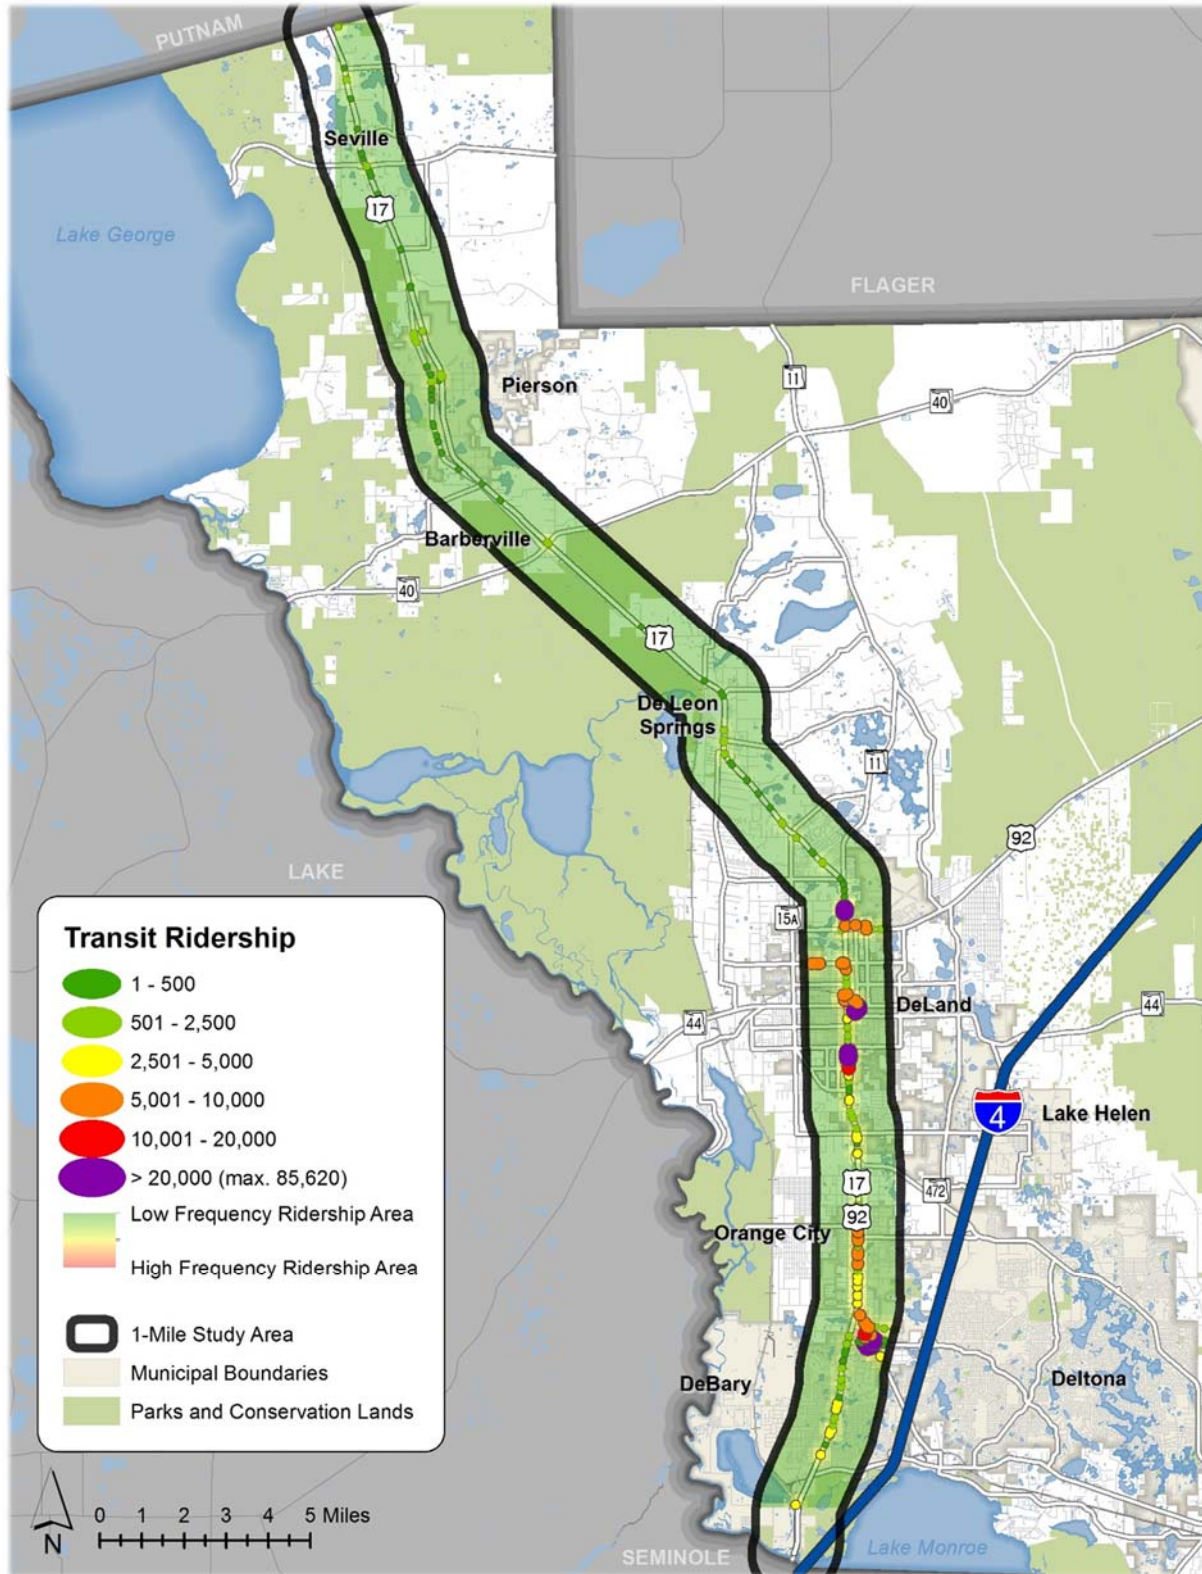 PUTNAM
Seville
17
Lake George
FLAGER
11
Pierson
40
Barberville
40
17
De Leon
Springs
11
92
LAKE
15A
DeLand
44
44
4
Lake Helen
17
472
92
Orange City
DeBary
Deltona
Transit Ridership
1 - 500
501 - 2,500
2,501 - 5,000
5,001 - 10,000
10,001 - 20,000
> 20,000 (max. 85,620)
Low Frequency Ridership Area
High Frequency Ridership Area
1-Mile Study Area
Municipal Boundaries
Parks and Conservation Lands
N
0 1 2 3 4 5 Miles
SEMINOLE
Lake Monroe